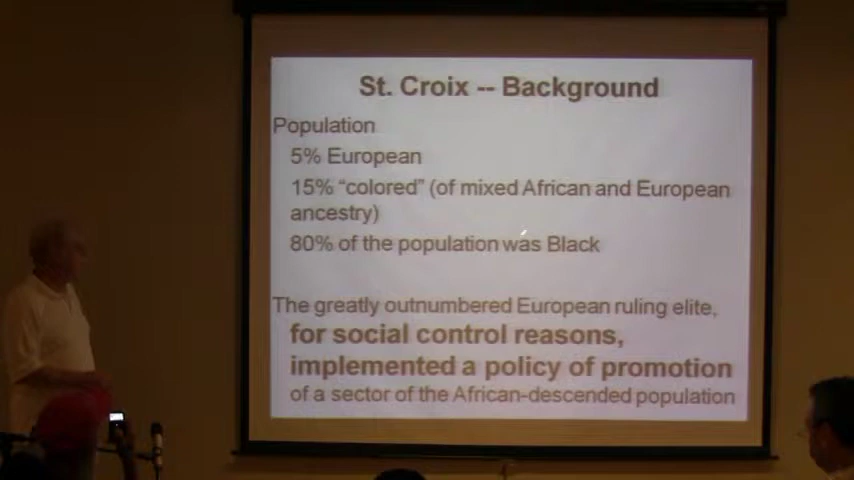 St. Croix -- Background
Population
5% European
15% “colored” (of mixed African and European
ancestry)
80% of the population was Black
The greatly outnumbered European ruling elite,
for social control reasons,
implemented a policy of promotion
of a sector of the African-descended population